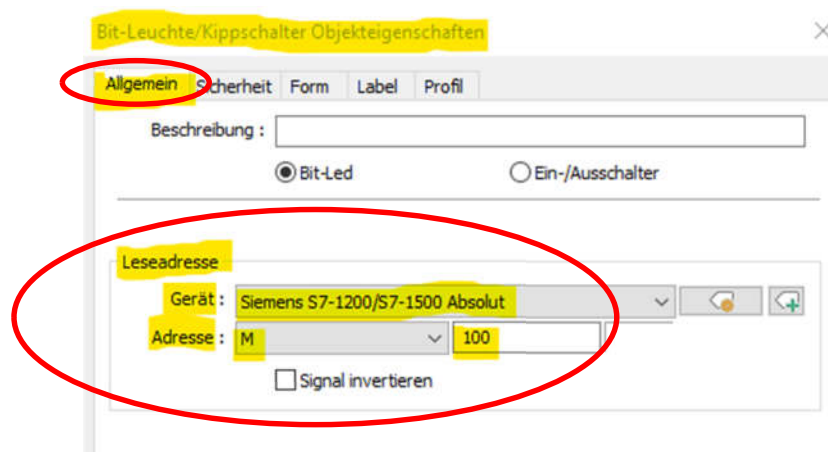 Bit-Leuchte/Kippschalter Objekteigenschaften
Allgemein Sicherheit Form Label Profil
Beschreibung :
Bit-Led Ein-/Ausschalter
Leseadresse
Gerät : Siemens S7-1200/S7-1500 Absolut
Adresse : M 100
Signal invertieren